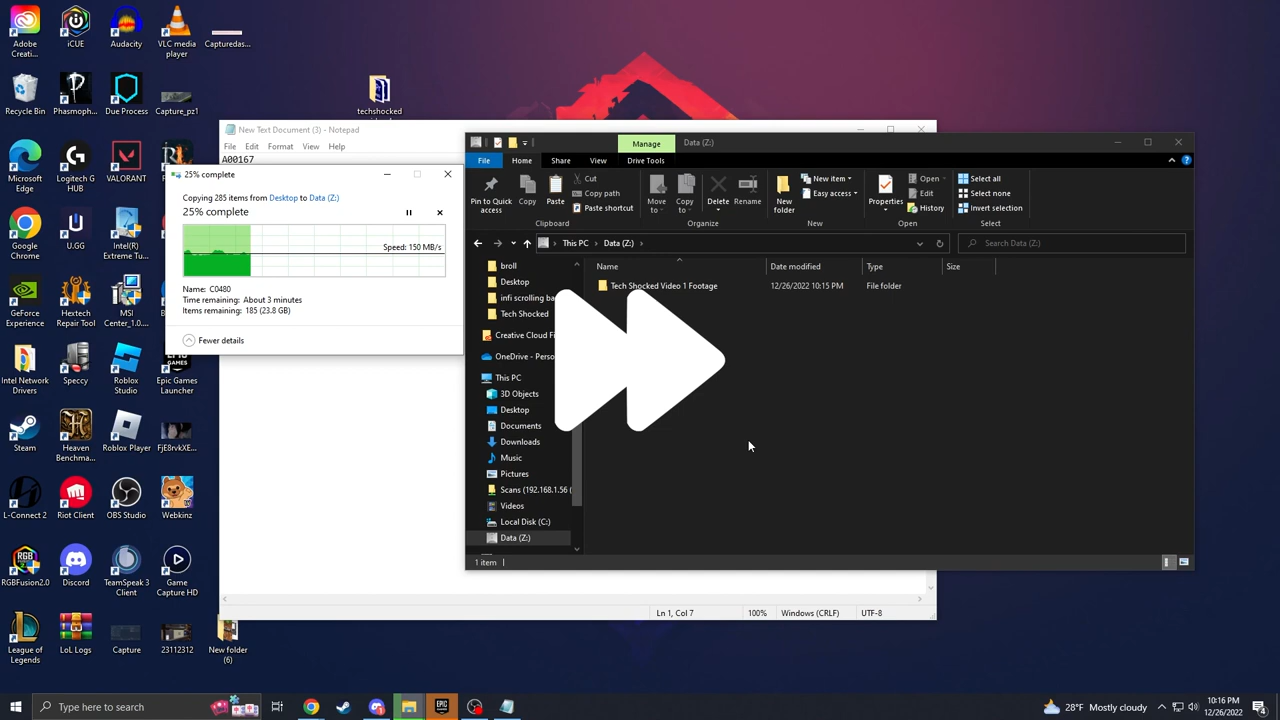 Adobe
Creati...
iCUE
Audacity
VLC media
player
Capturedas...
Recycle Bin
Phasmoph...
Due Process
Capture_pz1
techshocked
Microsoft
Edge
Logitech G
HUB
VALORANT
Google
Chrome
U.GG
Intel(R)
Extreme Tu...
GeForce
Experience
Hextech
Repair Tool
MSI
Center_1.0...
Intel Network
Drivers
Speccy
Roblox
Studio
Epic Games
Launcher
Steam
Heaven
Benchma...
Roblox Player
FjE8rvkXE...
L-Connect 2
Riot Client
OBS Studio
Webkinz
RGBFusion2.0
Discord
TeamSpeak 3
Client
Game
Capture HD
League of
Legends
LoL Logs
Capture
23112312
New folder
(6)
New Text Document (3) - Notepad
File Edit Format View Help
A00167
Ln 1, Col 7 100% Windows (CRLF) UTF-8
25% complete
Copying 285 items from Desktop to Data (Z:)
25% complete
Speed: 150 MB/s
Name: C0480
Time remaining: About 3 minutes
Items remaining: 185 (23.8 GB)
Fewer details
Manage Data (Z:)
File Home Share View Drive Tools
Pin to Quick
access
Copy
Paste
Cut
Copy path
Paste shortcut
Clipboard
Move
to
Copy
to
Delete
Rename
Organize
New
folder
New item
Easy access
New
Properties
Open
Edit
History
Open
Select all
Select none
Invert selection
Select
This PC Data (Z:)
Search Data (Z:)
Name Date modified Type Size
Tech Shocked Video 1 Footage 12/26/2022 10:15 PM File folder
broll
Desktop
infi scrolling ba
Tech Shocked
Creative Cloud Fi
OneDrive - Perso
This PC
3D Objects
Desktop
Documents
Downloads
Music
Pictures
Scans (192.168.1.56 (
Videos
Local Disk (C:)
Data (Z:)
1 item
Type here to search
EPIC
GAMES
28°F Mostly cloudy
10:16 PM
12/26/2022